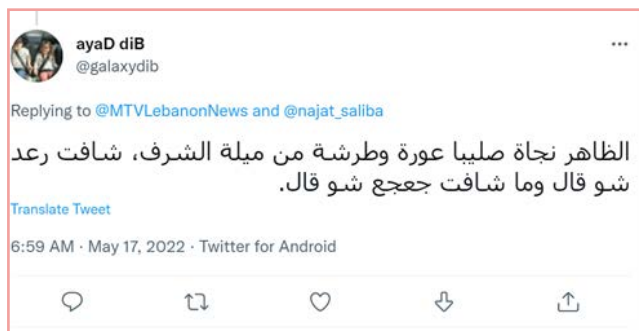 ayaD diB
@galaxydib
Replying to @MTVLebanonNews and @najat_saliba
الظاهر نجاة صليبا عورة وطرشة من ميلة الشرف، شافت رعد
شو قال وما شافت جعجع شو قال.
Translate Tweet
6:59 AM · May 17, 2022 · Twitter for Android